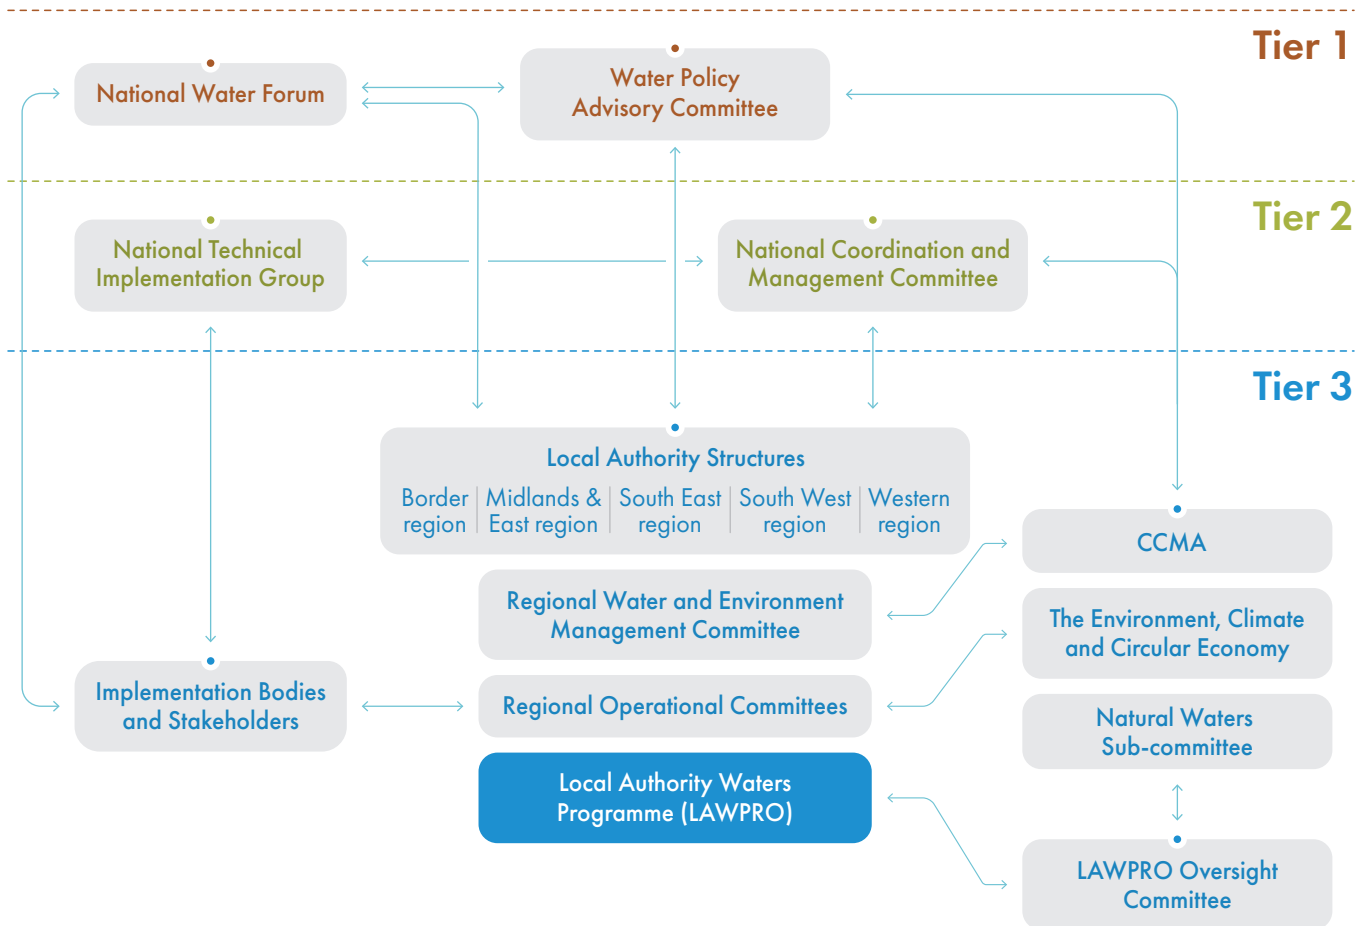 Tier 1
National Water Forum
Water Policy
Advisory Committee
Tier 2
National Technical
Implementation Group
National Coordination and
Management Committee
Tier 3
Local Authority Structures
Border
region
Midlands &
East region
South East
region
South West
region
Western
region
CCMA
Regional Water and Environment
Management Committee
The Environment, Climate
and Circular Economy
Implementation Bodies
and Stakeholders
Regional Operational Committees
Natural Waters
Sub-committee
Local Authority Waters
Programme (LAWPRO)
LAWPRO Oversight
Committee